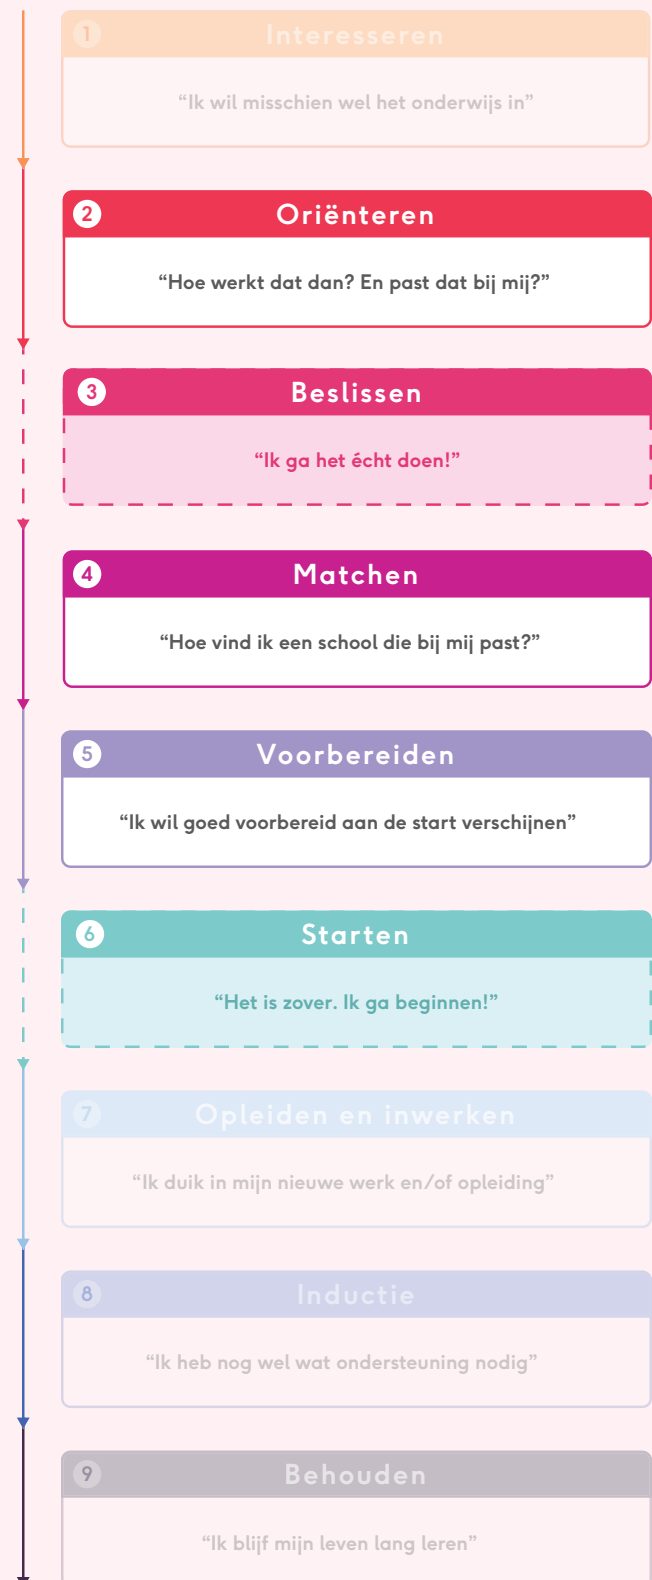 1
Interesseren
“Ik wil misschien wel het onderwijs in”
2
Oriënteren
“Hoe werkt dat dan? En past dat bij mij?”
3
Beslissen
“Ik ga het écht doen!”
4
Matchen
“Hoe vind ik een school die bij mij past?”
5
Voorbereiden
“Ik wil goed voorbereid aan de start verschijnen”
6
Starten
“Het is zover. Ik ga beginnen!”
7
Opleiden en inwerken
“Ik duik in mijn nieuwe werk en/of opleiding”
8
Inductie
“Ik heb nog wel wat ondersteuning nodig”
9
Behouden
“Ik blijf mijn leven lang leren”